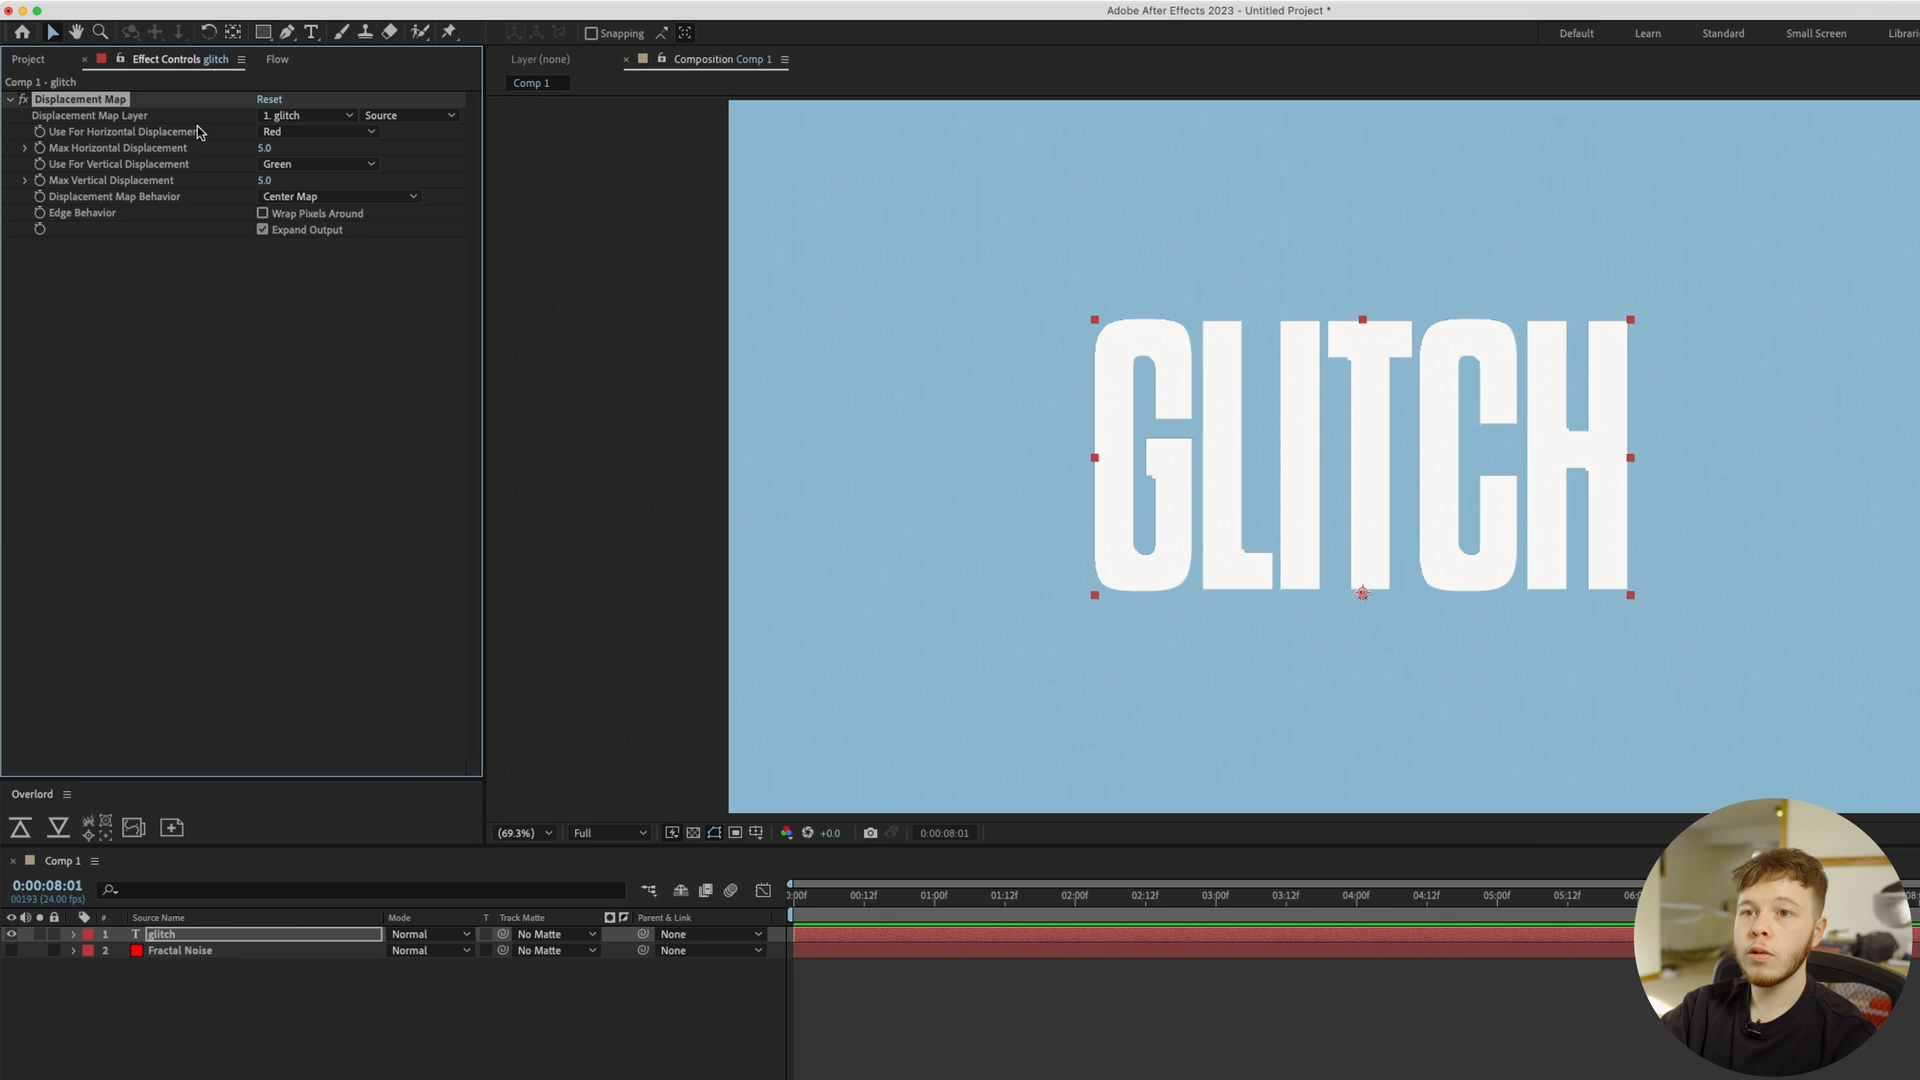 Adobe After Effects 2023 - Untitled Project *
Snapping
Default
Learn
Standard
Small Screen
Librari
Project
Effect Controls glitch
Flow
Layer (none)
Composition Comp 1
Comp 1 • glitch
Comp 1
fx Displacement Map
Reset
Displacement Map Layer
1. glitch
Source
Use For Horizontal Displacemen
Red
Max Horizontal Displacement
5.0
Use For Vertical Displacement
Green
Max Vertical Displacement
5.0
Displacement Map Behavior
Center Map
Edge Behavior
Wrap Pixels Around
Expand Output
GLITCH
Overlord
(69.3%)
Full
+0.0
0:00:08:01
Comp 1
0:00:08:01
00193 (24.00 fps)
:00f
00:12f
01:00f
01:12f
02:00f
02:12f
03:00f
03:12f
04:00f
04:12f
05:00f
05:12f
06:0
08:0
#
Source Name
Mode
T
Track Matte
Parent & Link
1
T
glitch
Normal
No Matte
None
2
Fractal Noise
Normal
No Matte
None